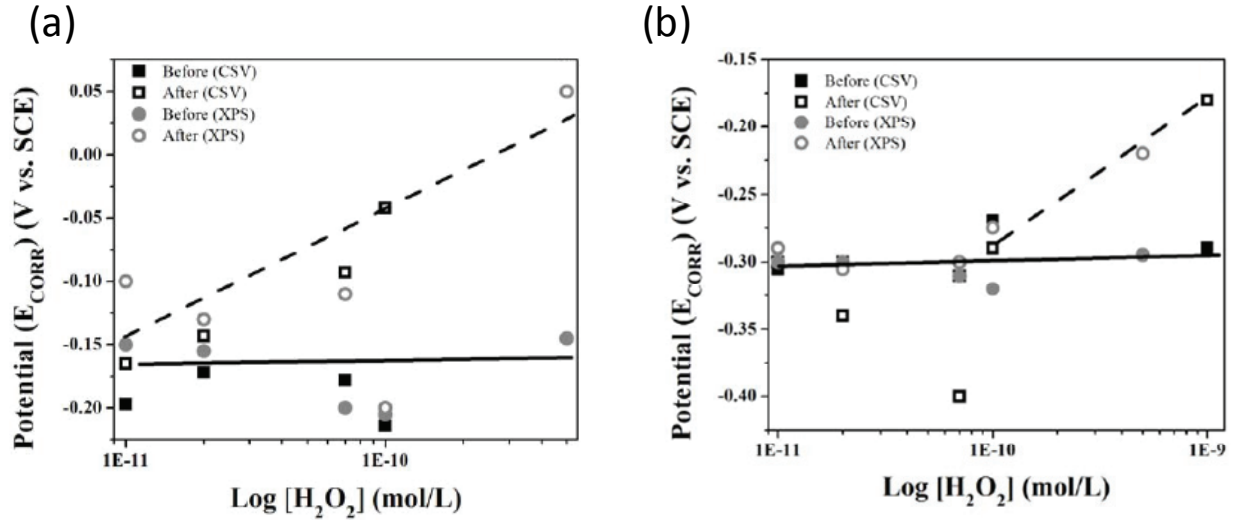 (a)
Before (CSV)
After (CSV)
Before (XPS)
After (XPS)
0.05
0.00
-0.05
-0.10
-0.15
-0.20
Potential (E_CORR) (V vs. SCE)
1E-11
1E-10
Log [H₂O₂] (mol/L)
(b)
Before (CSV)
After (CSV)
Before (XPS)
After (XPS)
-0.15
-0.20
-0.25
-0.30
-0.35
-0.40
Potential (E_CORR) (V vs. SCE)
1E-11
1E-10
1E-9
Log [H₂O₂] (mol/L)